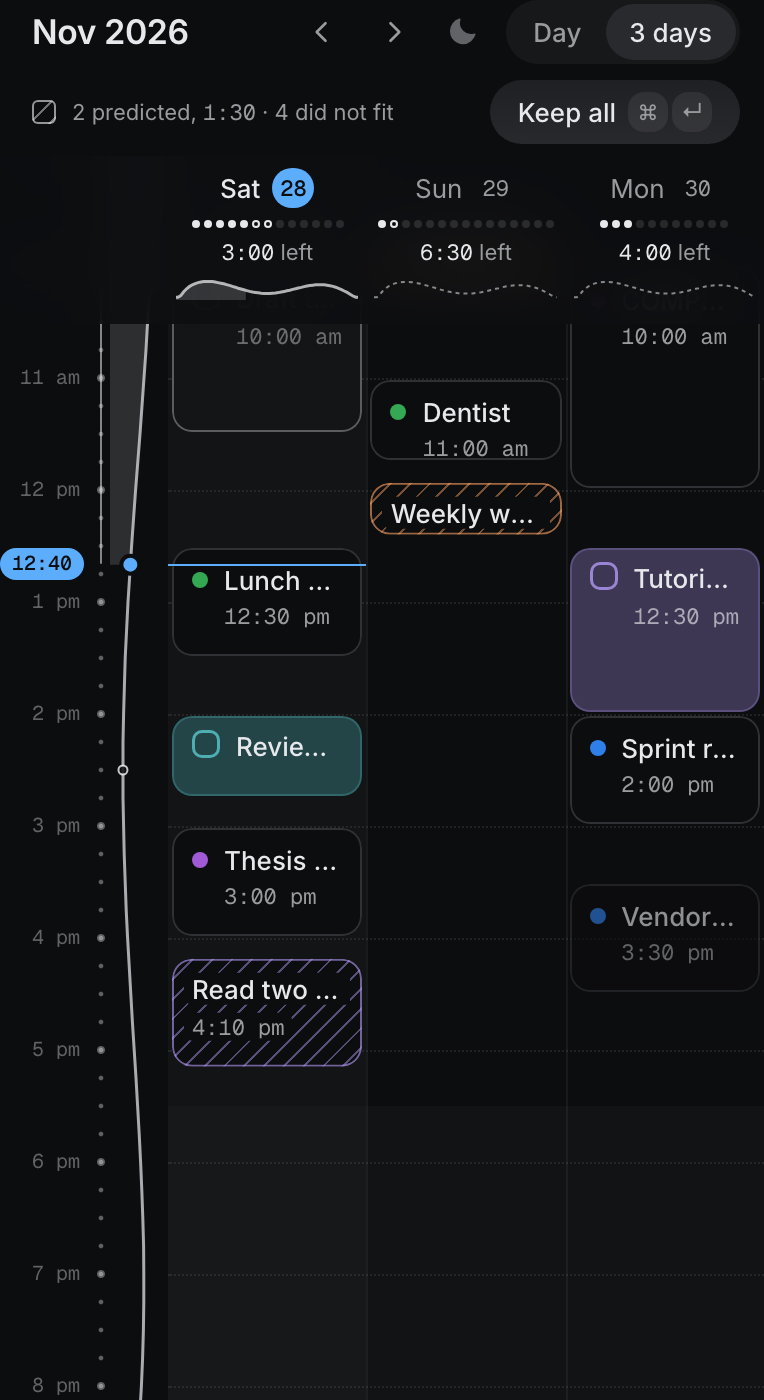 Nov 2026
Day
3 days
2 predicted, 1:30 · 4 did not fit
Keep all ⌘ ↵
Sat 28
Sun 29
Mon 30
3:00 left
6:30 left
4:00 left
10:00 am
10:00 am
11 am
Dentist
11:00 am
12 pm
Weekly w...
12:40
Lunch ...
12:30 pm
Tutori...
12:30 pm
1 pm
2 pm
Revie...
Sprint r...
2:00 pm
3 pm
Thesis ...
3:00 pm
Vendor...
3:30 pm
4 pm
Read two ...
4:10 pm
5 pm
6 pm
7 pm
8 pm